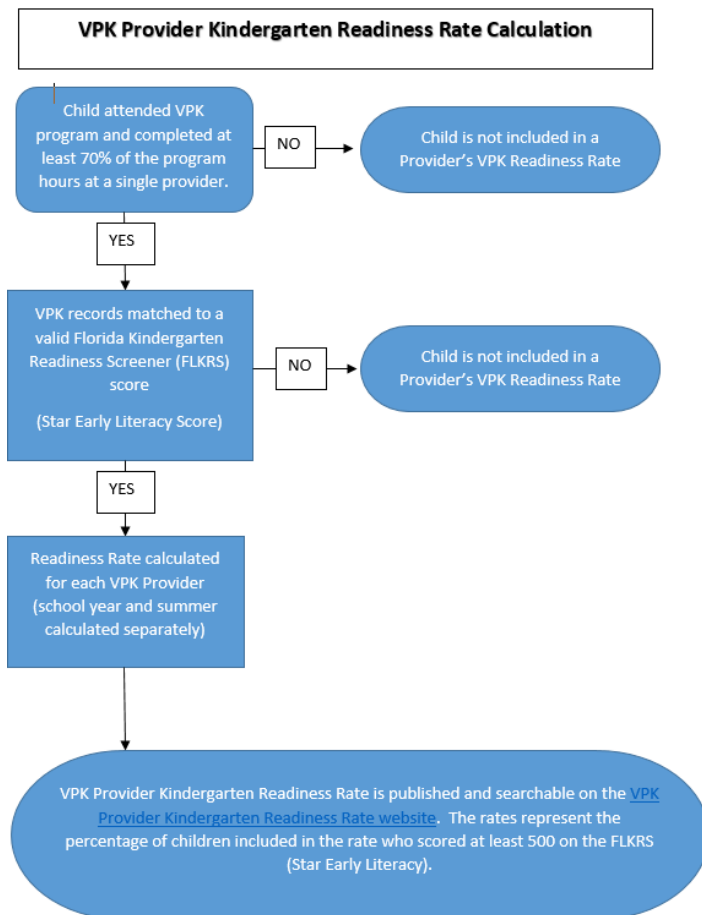 VPK Provider Kindergarten Readiness Rate Calculation
Child attended VPK
program and completed at
least 70% of the program
hours at a single provider.
NO
Child is not included in a
Provider's VPK Readiness Rate
YES
VPK records matched to a
valid Florida Kindergarten
Readiness Screener (FLKRS)
score
(Star Early Literacy Score)
NO
Child is not included in a
Provider's VPK Readiness Rate
YES
Readiness Rate calculated
for each VPK Provider
(school year and summer
calculated separately)
VPK Provider Kindergarten Readiness Rate is published and searchable on the VPK
Provider Kindergarten Readiness Rate website.  The rates represent the
percentage of children included in the rate who scored at least 500 on the FLKRS
(Star Early Literacy).